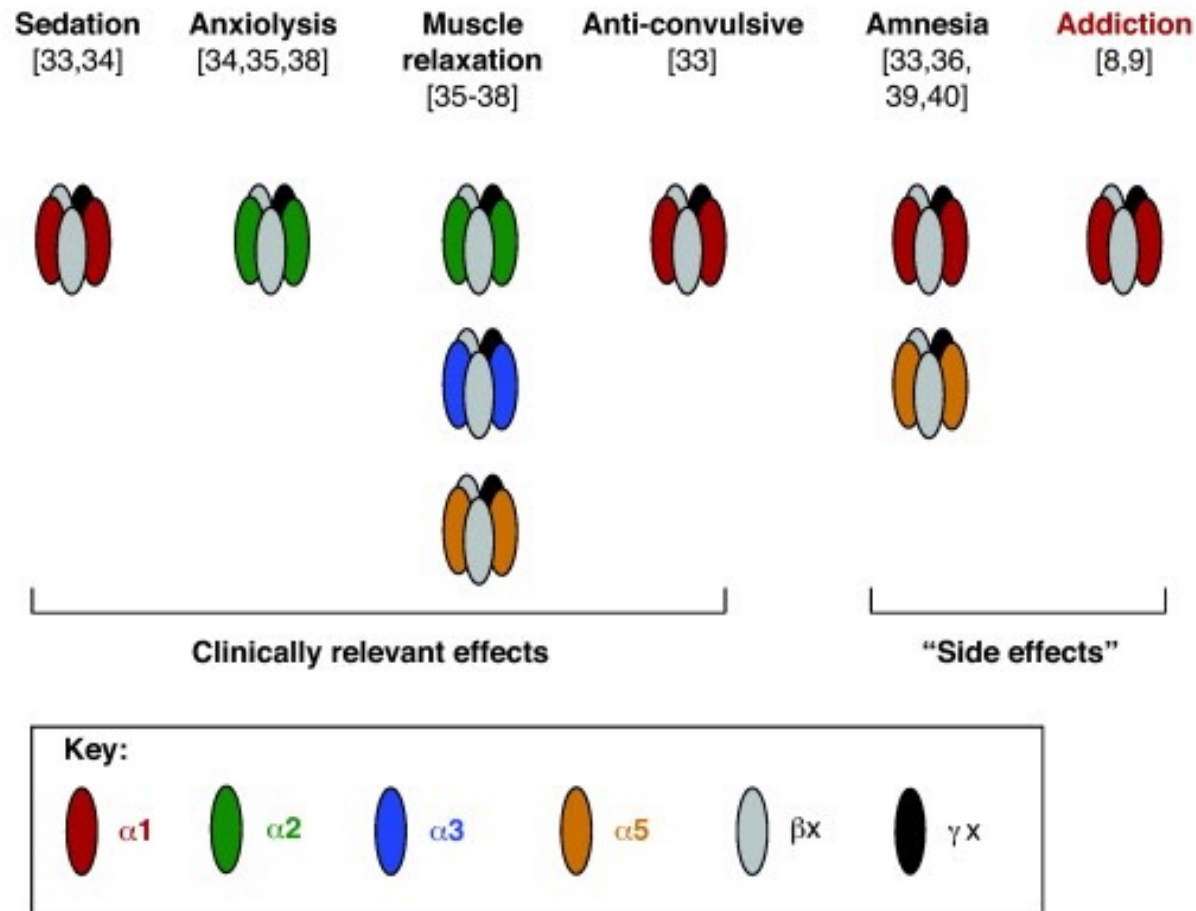 Sedation
[33,34]
Anxiolysis
[34,35,38]
Muscle
relaxation
[35-38]
Anti-convulsive
[33]
Amnesia
[33,36,
39,40]
Addiction
[8,9]
Clinically relevant effects
“Side effects”
Key:
α1
α2
α3
α5
βx
γx